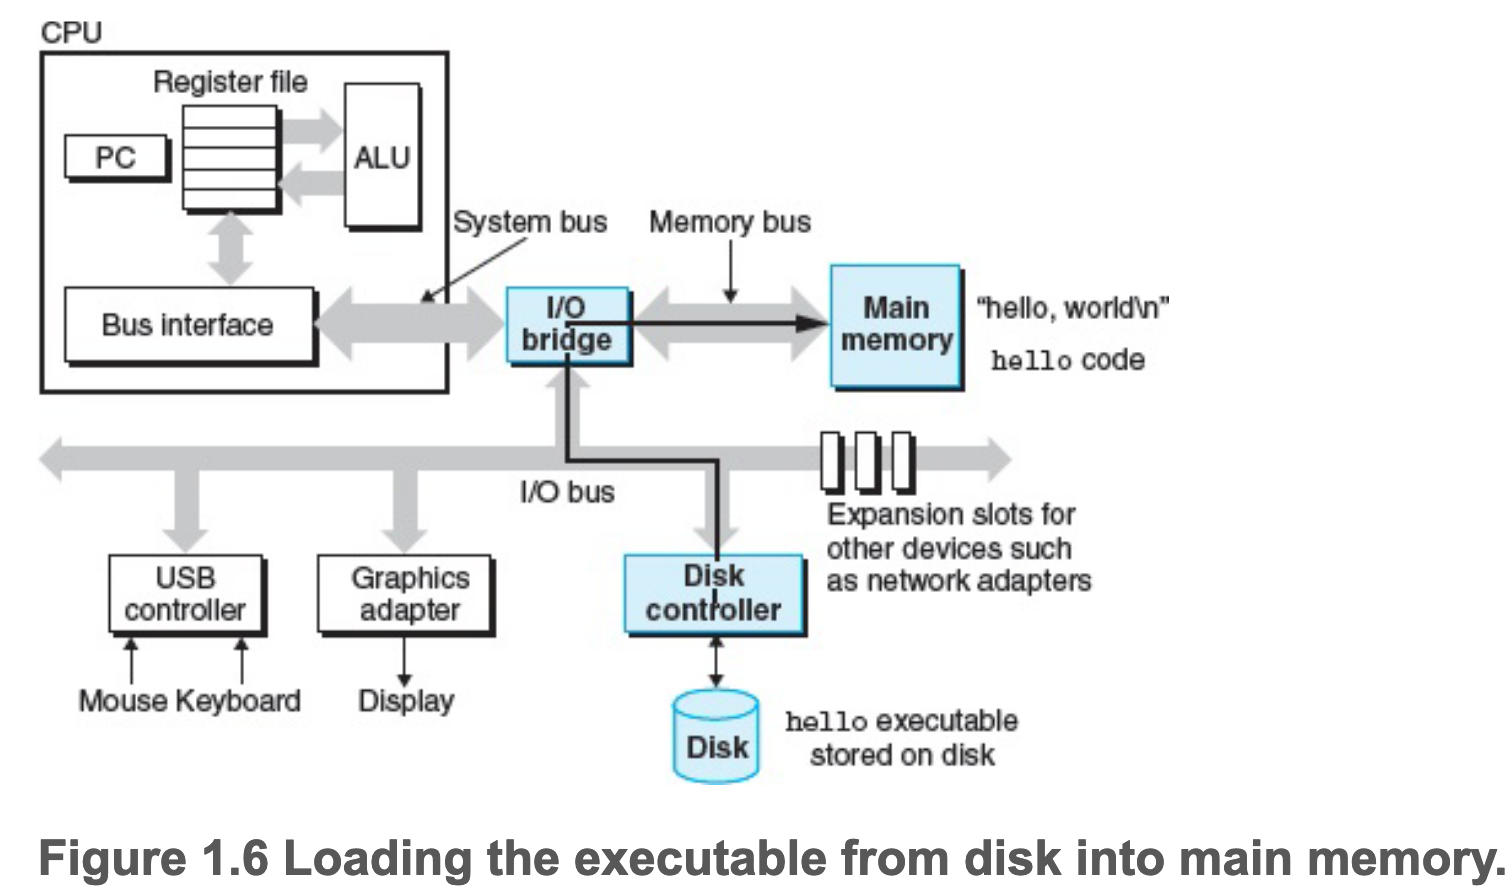 CPU
Register file
PC
ALU
System bus
Memory bus
Bus interface
I/O
bridge
Main
memory
“hello, world\n”
hello code
I/O bus
Expansion slots for
other devices such
as network adapters
USB
controller
Graphics
adapter
Disk
controller
Mouse Keyboard
Display
Disk
hello executable
stored on disk
Figure 1.6 Loading the executable from disk into main memory.